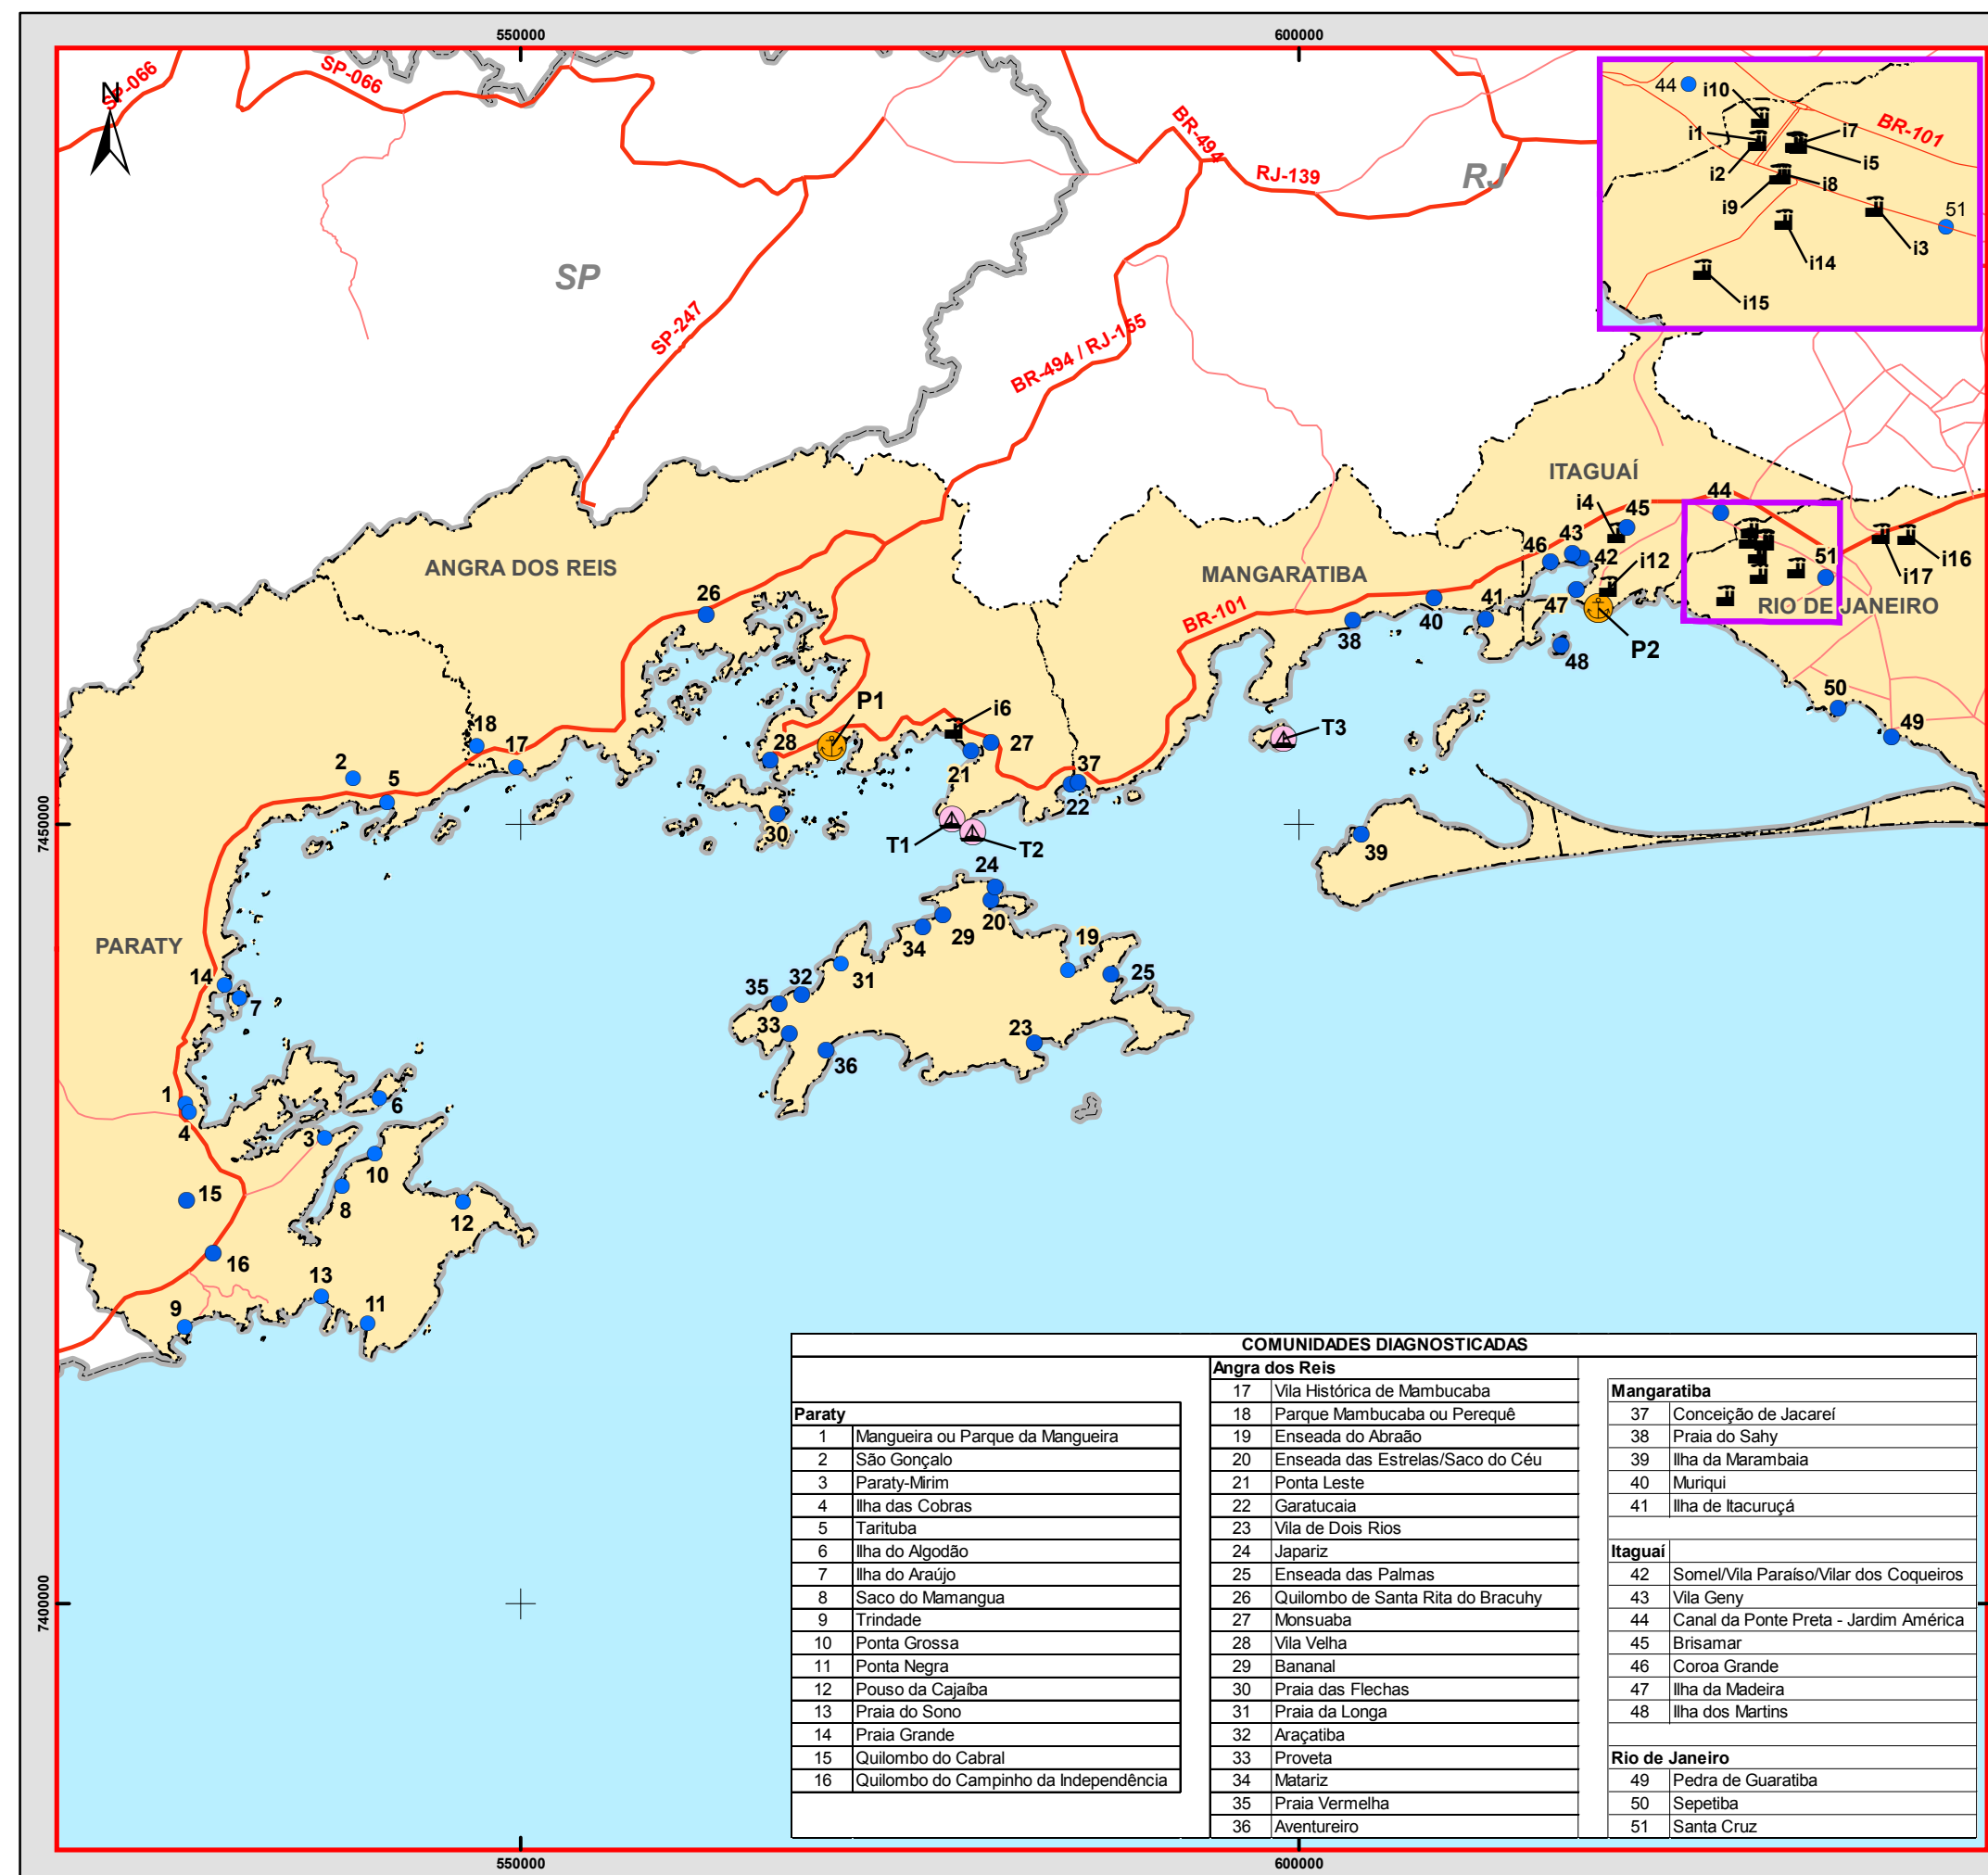 550000
600000
SP-066
SP-066
N
BR-494
RJ-139
RJ
SP
SP-247
BR-494 / RJ-155
44
i10
i1
i7
BR-101
i5
i2
i8
i9
51
i3
i14
i15
ITAGUAÍ
ANGRA DOS REIS
MANGARATIBA
BR-101
RIO DE JANEIRO
PARATY
44
i4
45
43
46
42
i12
51
i16
i17
47
41
40
38
48
P2
26
P1
i6
28
27
21
37
22
T3
50
49
18
17
2
5
30
T1
T2
39
24
20
29
34
19
31
25
32
35
33
23
36
14
7
1
4
6
3
10
8
15
12
16
13
11
9
7450000
7400000
COMUNIDADES DIAGNOSTICADAS
Paraty
1 Mangueira ou Parque da Mangueira
2 São Gonçalo
3 Paraty-Mirim
4 Ilha das Cobras
5 Tarituba
6 Ilha do Algodão
7 Ilha do Araújo
8 Saco do Mamangua
9 Trindade
10 Ponta Grossa
11 Ponta Negra
12 Pouso da Cajaíba
13 Praia do Sono
14 Praia Grande
15 Quilombo do Cabral
16 Quilombo do Campinho da Independência
Angra dos Reis
17 Vila Histórica de Mambucaba
18 Parque Mambucaba ou Perequê
19 Enseada do Abraão
20 Enseada das Estrelas/Saco do Céu
21 Ponta Leste
22 Garatucaia
23 Vila de Dois Rios
24 Japariz
25 Enseada das Palmas
26 Quilombo de Santa Rita do Bracuhy
27 Monsuaba
28 Vila Velha
29 Bananal
30 Praia das Flechas
31 Praia da Longa
32 Araçatiba
33 Proveta
34 Matariz
35 Praia Vermelha
36 Aventureiro
Mangaratiba
37 Conceição de Jacareí
38 Praia do Sahy
39 Ilha da Marambaia
40 Muriqui
41 Ilha de Itacuruçá
Itaguaí
42 Somel/Vila Paraíso/Vilar dos Coqueiros
43 Vila Geny
44 Canal da Ponte Preta - Jardim América
45 Brisamar
46 Coroa Grande
47 Ilha da Madeira
48 Ilha dos Martins
Rio de Janeiro
49 Pedra de Guaratiba
50 Sepetiba
51 Santa Cruz
550000
600000